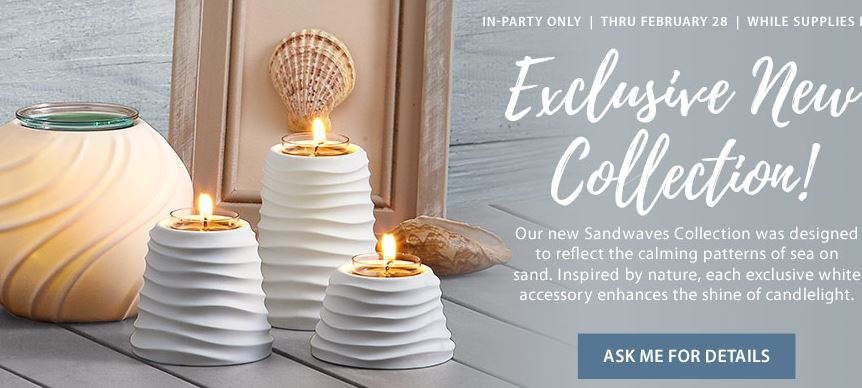 IN-PARTY ONLY | THRU FEBRUARY 28 | WHILE SUPPLIES
Exclusive New
Collection!
Our new Sandwaves Collection was designed
to reflect the calming patterns of sea on
sand. Inspired by nature, each exclusive white
accessory enhances the shine of candlelight.
ASK ME FOR DETAILS